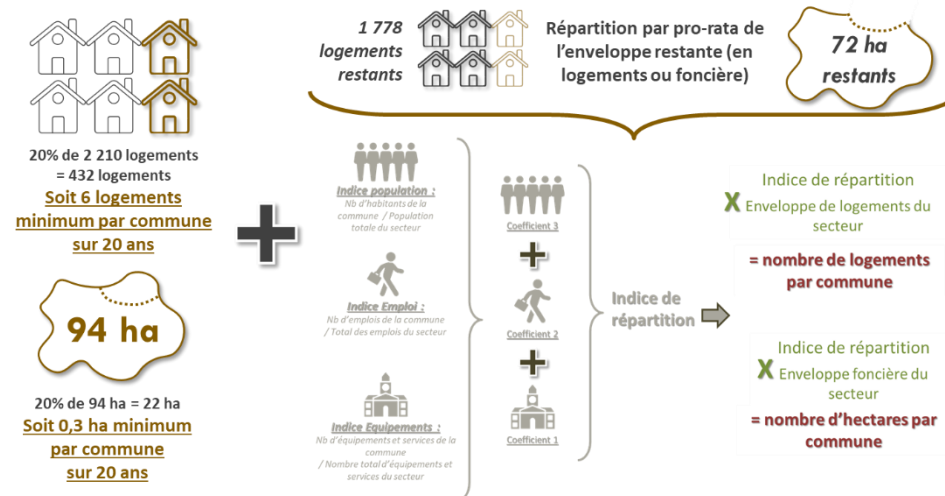 20% de 2 210 logements
= 432 logements
Soit 6 logements
minimum par commune
sur 20 ans
94 ha
20% de 94 ha = 22 ha
Soit 0,3 ha minimum
par commune
sur 20 ans
+
1 778
logements
restants
Répartition par pro-rata de
l'enveloppe restante (en
logements ou foncière)
72 ha
restants
Indice population :
Nb d'habitants de la
commune / Population
totale du secteur
Indice Emploi :
Nb d'emplois de la commune
/ Total des emplois du secteur
Indice Equipements :
Nb d'équipements et services de la
commune
/ Nombre total d'équipements et
services du secteur
Coefficient 3
+
Coefficient 2
+
Coefficient 1
Indice de
répartition
Indice de répartition
X Enveloppe de logements du
secteur
= nombre de logements
par commune
Indice de répartition
X Enveloppe foncière du
secteur
= nombre d'hectares par
commune